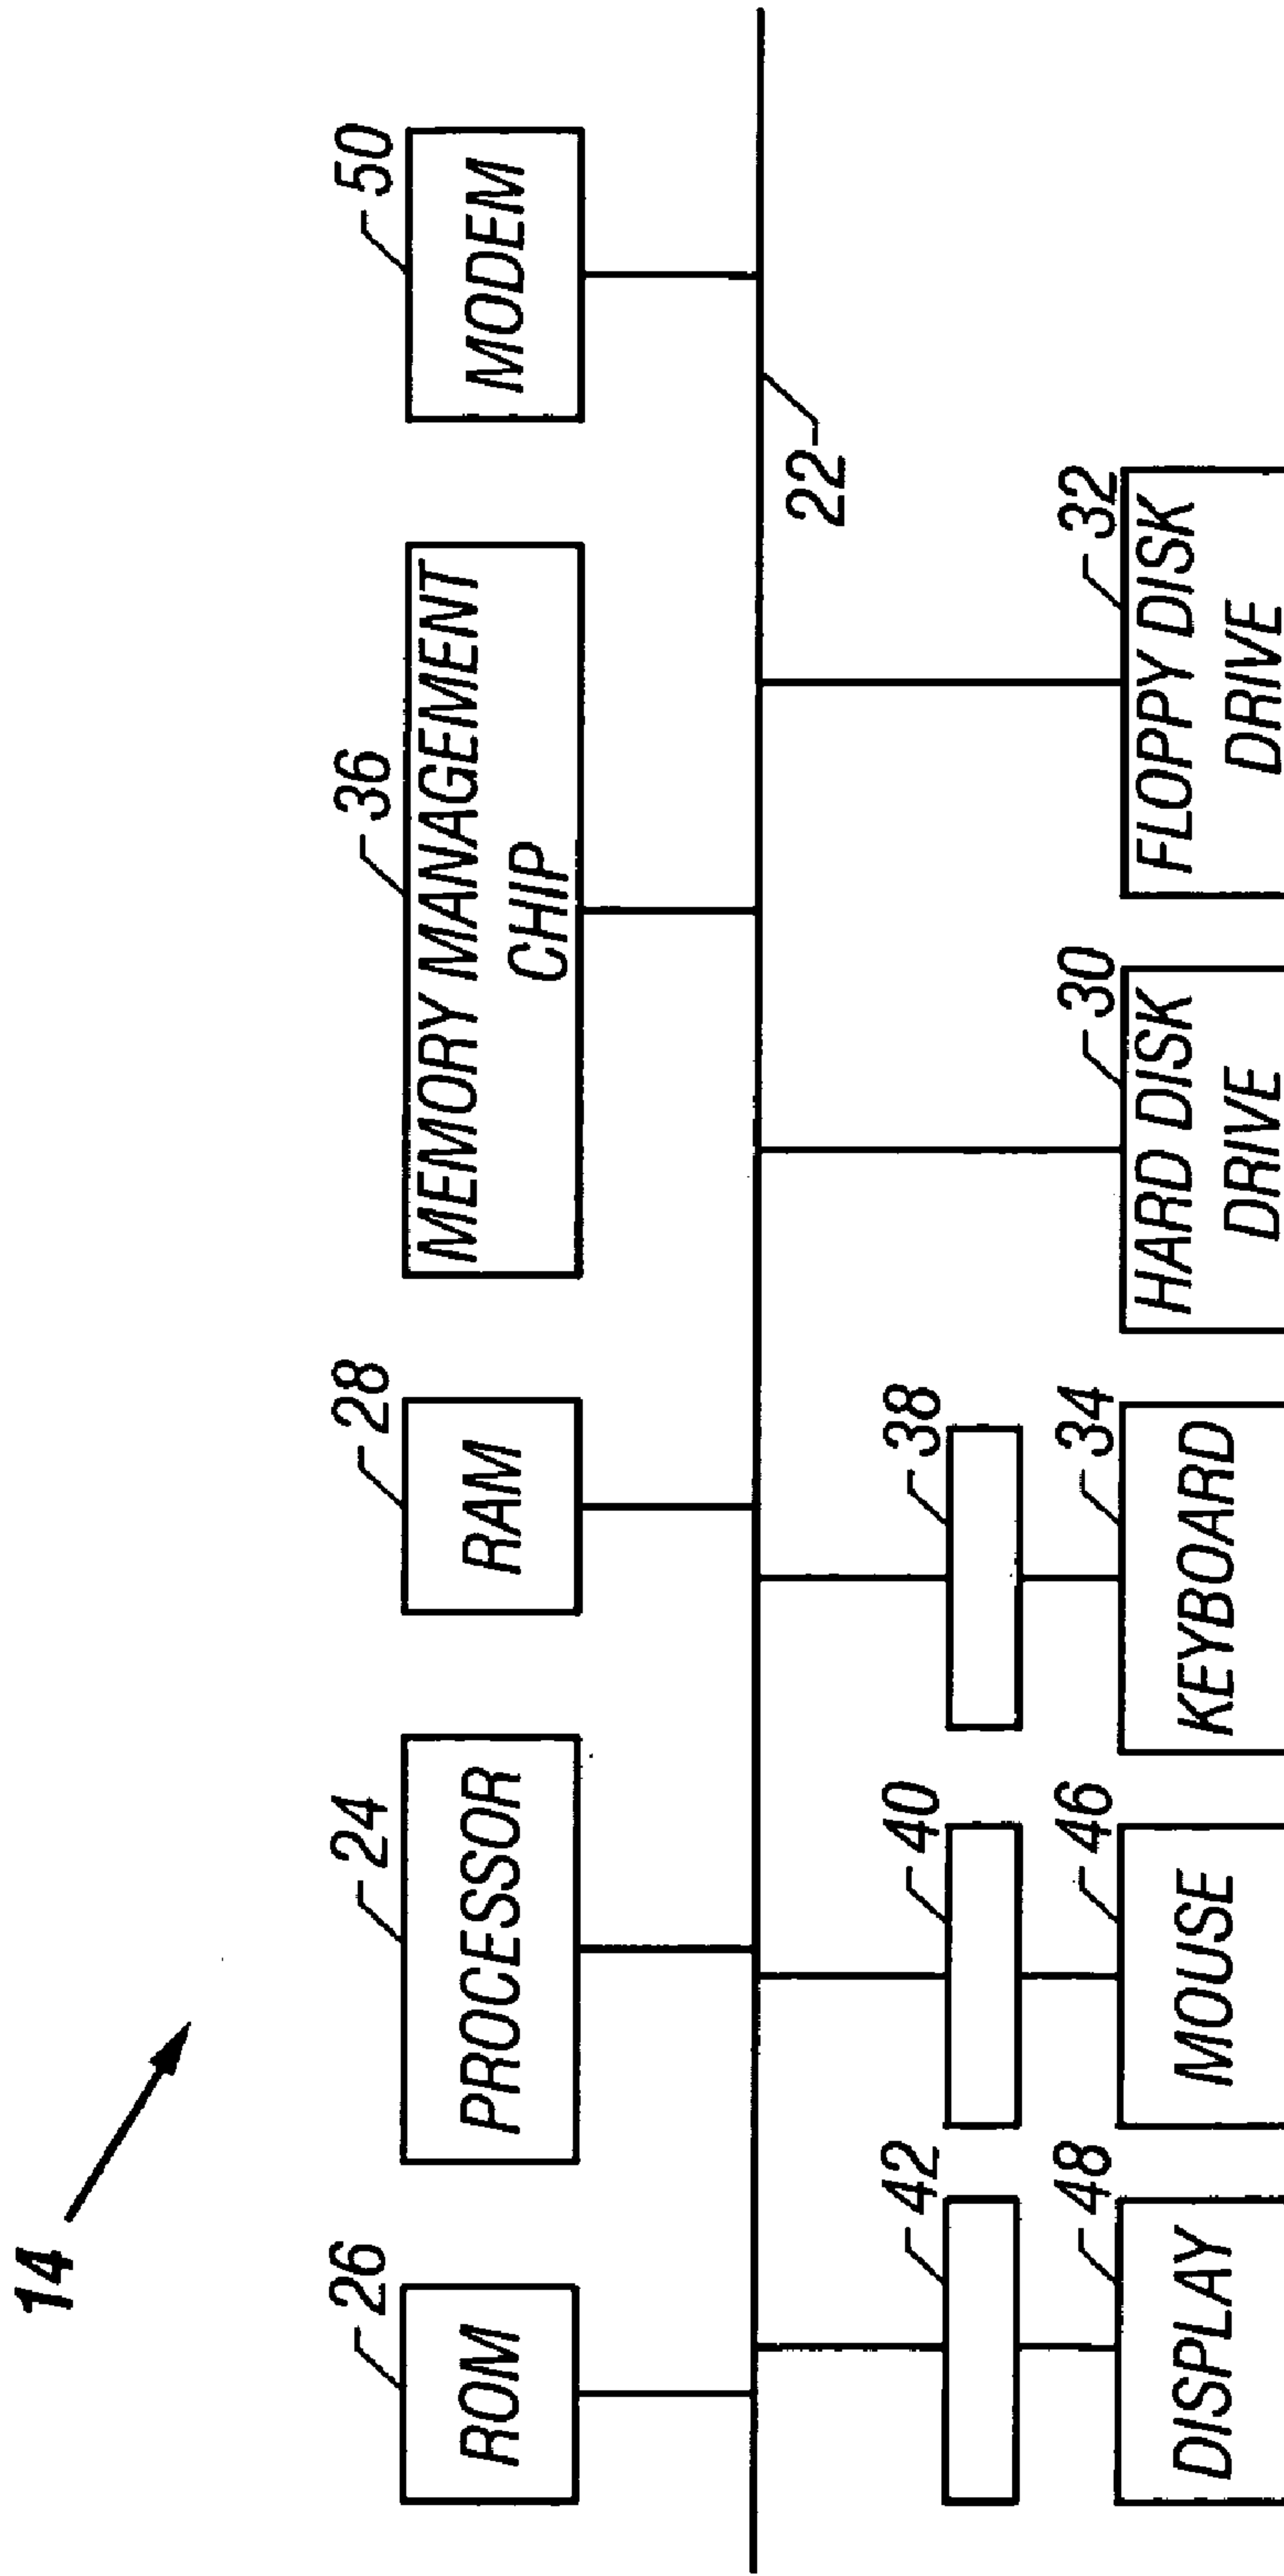 14
26
ROM
24
PROCESSOR
28
RAM
36
MEMORY MANAGEMENT
CHIP
50
MODEM
22
42
40
38
48
DISPLAY
46
MOUSE
34
KEYBOARD
30
HARD DISK
DRIVE
32
FLOPPY DISK
DRIVE